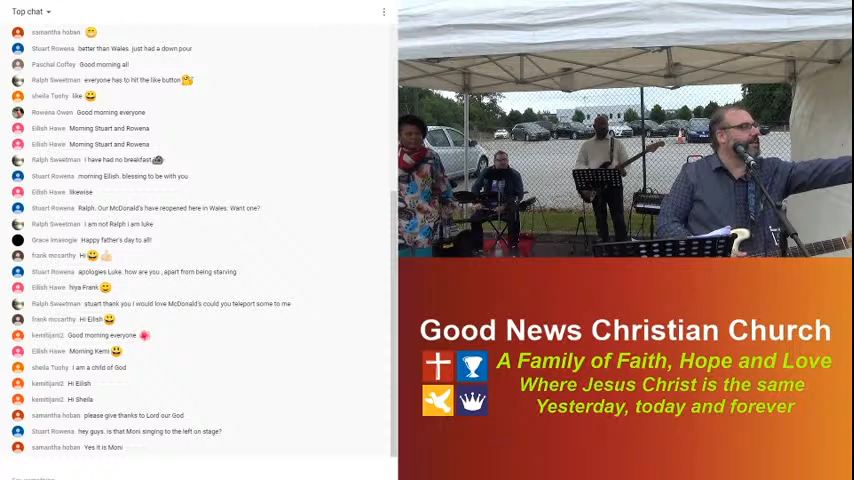 Top chat
samantha hoban
Stuart Rowena better than Wales. just had a down pour
Paschal Coffey Good morning all
Ralph Sweetman everyone has to hit the like button
sheila Tushy like
Rowena Owen Good morning everyone
Eilish Hawe Morning Stuart and Rowena
Eilish Hawe Morning Stuart and Rowena
Ralph Sweetman I have had no breakfast
Stuart Rowena morning Eilish. blessing to be with you
Eilish Hawe likewise
Stuart Rowena Ralph. Our McDonald's have reopened here in Wales. Want one?
Ralph Sweetman I am not Ralph i am luke
Grace Imavogie Happy father's day to all!
frank mccarthy Hi
Stuart Rowena apologies Luke. how are you , apart from being starving
Eilish Hawe hiya Frank
Ralph Sweetman stuart thank you I would love McDonald's could you teleport some to me
frank mccarthy Hi Eilish
kemitijani2 Good morning everyone
Eilish Hawe Morning Kemi
sheila Tushy I am a child of God
kemitijani2 Hi Eilish
kemitijani2 Hi Sheila
samantha hoban please give thanks to Lord our God
Stuart Rowena hey guys. is that Moni singing to the left on stage?
samantha hoban Yes it is Moni
Good News Christian Church
A Family of Faith, Hope and Love
Where Jesus Christ is the same
Yesterday, today and forever